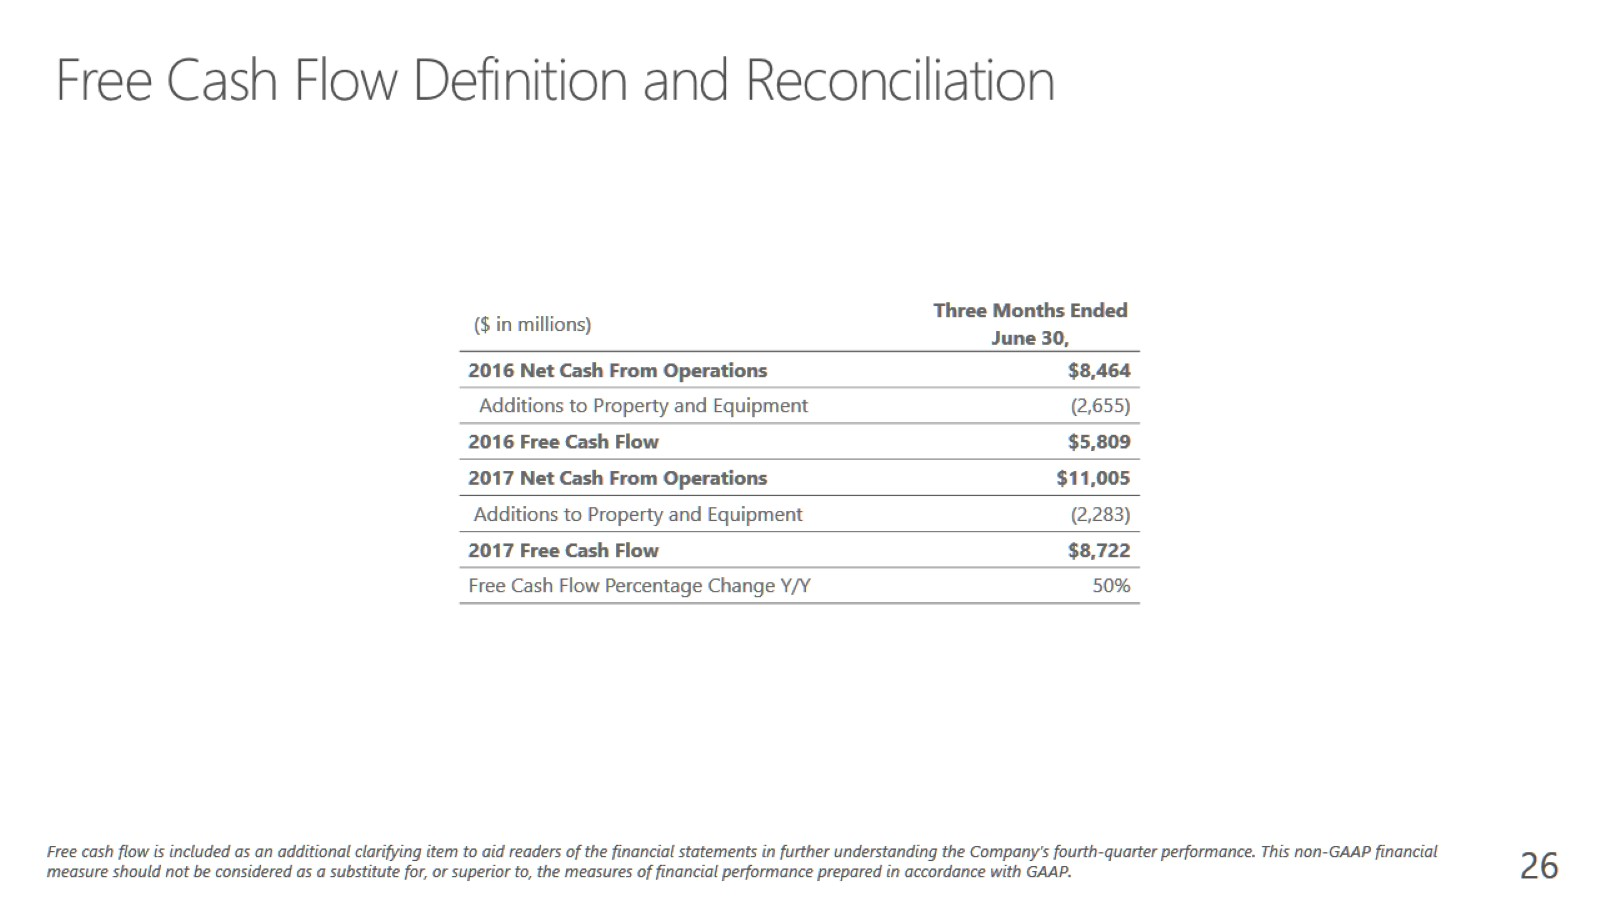 Free Cash Flow Definition and Reconciliation
($ in millions) Three Months Ended
June 30,
2016 Net Cash From Operations $8,464
Additions to Property and Equipment (2,655)
2016 Free Cash Flow $5,809
2017 Net Cash From Operations $11,005
Additions to Property and Equipment (2,283)
2017 Free Cash Flow $8,722
Free Cash Flow Percentage Change Y/Y 50%
Free cash flow is included as an additional clarifying item to aid readers of the financial statements in further understanding the Company's fourth-quarter performance. This non-GAAP financial
measure should not be considered as a substitute for, or superior to, the measures of financial performance prepared in accordance with GAAP.
26